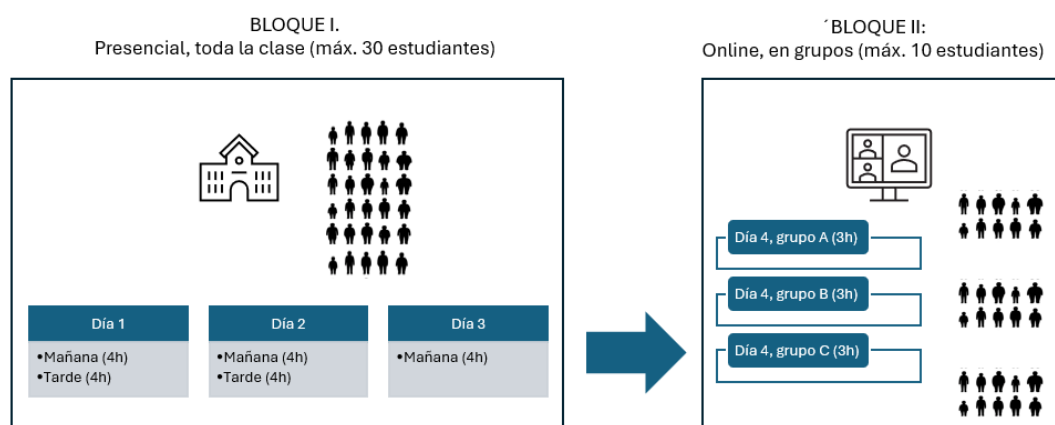 BLOQUE I.
Presencial, toda la clase (máx. 30 estudiantes)
Día 1
•Mañana (4h)
•Tarde (4h)
Día 2
•Mañana (4h)
•Tarde (4h)
Día 3
•Mañana (4h)
´BLOQUE II:
Online, en grupos (máx. 10 estudiantes)
Día 4, grupo A (3h)
Día 4, grupo B (3h)
Día 4, grupo C (3h)